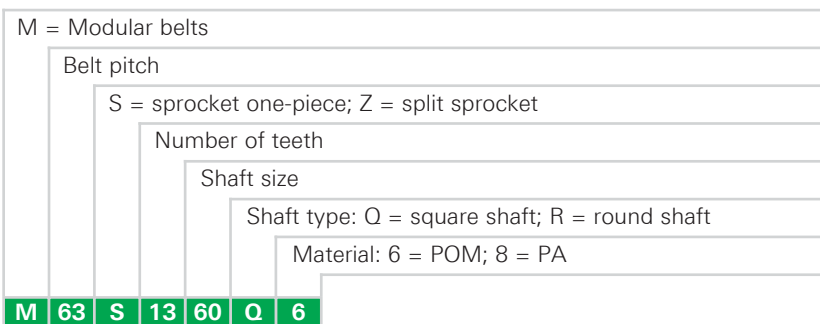 M = Modular belts
Belt pitch
S = sprocket one-piece; Z = split sprocket
Number of teeth
Shaft size
Shaft type: Q = square shaft; R = round shaft
Material: 6 = POM; 8 = PA
M 63 S 13 60 Q 6